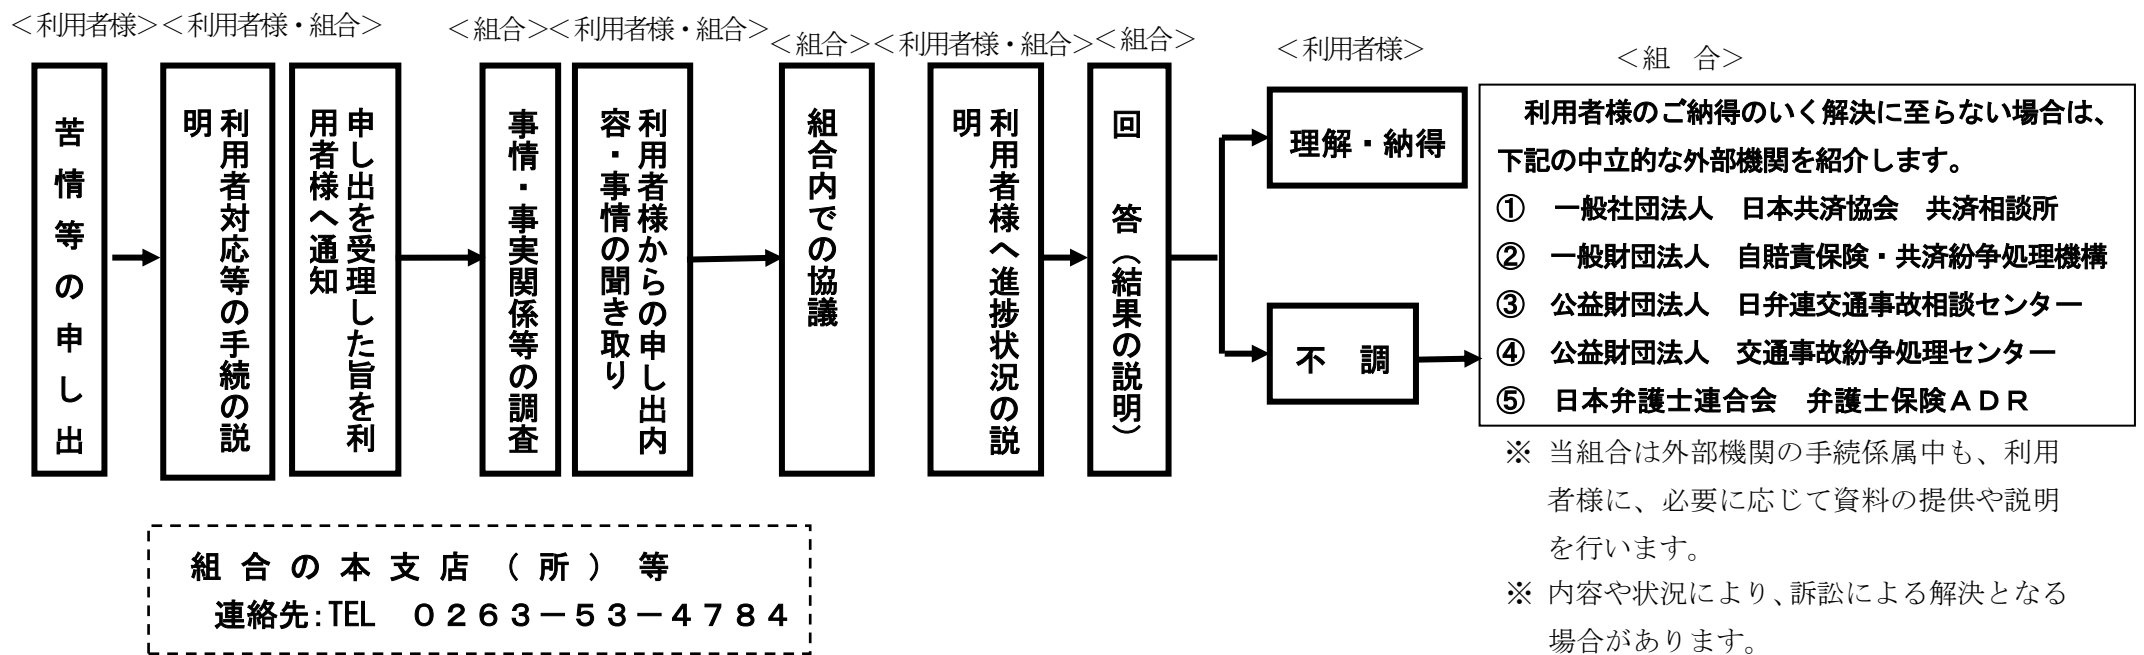 ＜利用者様＞
＜利用者様・組合＞
＜組合＞
＜利用者様・組合＞
＜組合＞
＜利用者様・組合＞
＜組合＞
＜利用者様＞
＜組　合＞
苦情等の申し出
利用者対応等の手続の説
明
申し出を受理した旨を利
用者様へ通知
事情・事実関係等の調査
利用者様からの申し出内
容・事情の聞き取り
組合内での協議
利用者様へ進捗状況の説
明
回　答（結果の説明）
理解・納得
不　調
利用者様のご納得のいく解決に至らない場合は、
下記の中立的な外部機関を紹介します。
①　一般社団法人　日本共済協会　共済相談所
②　一般財団法人　自賠責保険・共済紛争処理機構
③　公益財団法人　日弁連交通事故相談センター
④　公益財団法人　交通事故紛争処理センター
⑤　日本弁護士連合会　弁護士保険ＡＤＲ
※ 当組合は外部機関の手続係属中も、利用
者様に、必要に応じて資料の提供や説明
を行います。
※ 内容や状況により、訴訟による解決となる
場合があります。
組合の本支店（所）等
連絡先:TEL　０２６３－５３－４７８４